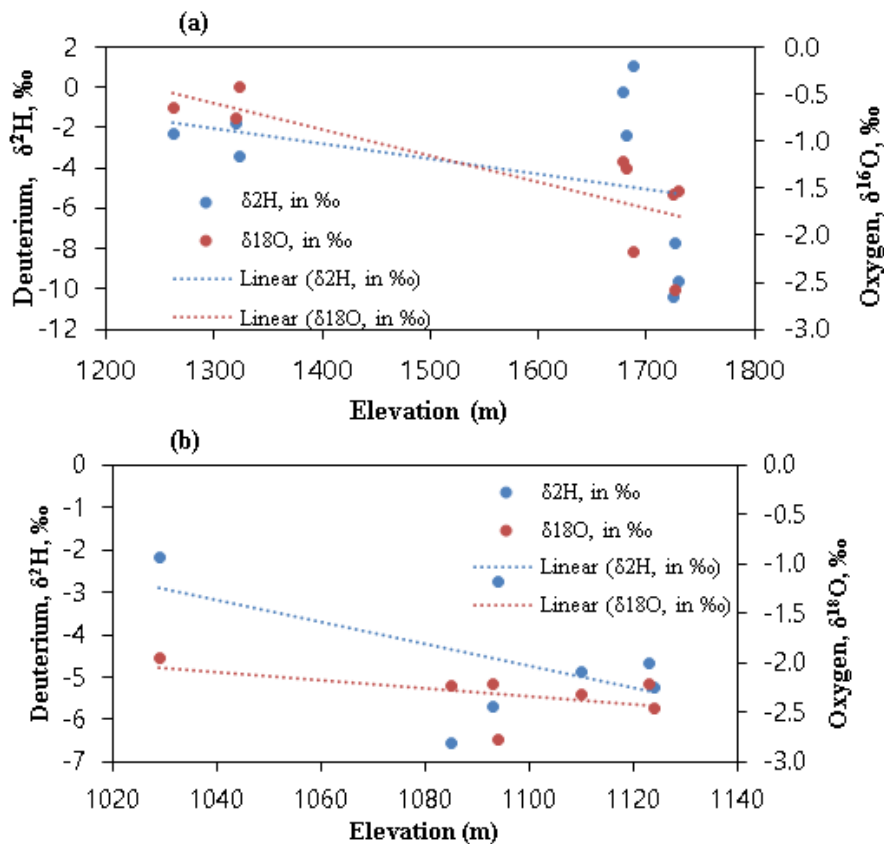 (a)
2
0
-2
-4
-6
-8
-10
-12
Deuterium, δ²H, ‰
0.0
-0.5
-1.0
-1.5
-2.0
-2.5
-3.0
Oxygen, δ¹⁶O, ‰
δ2H, in ‰
δ18O, in ‰
Linear (δ2H, in ‰)
Linear (δ18O, in ‰)
1200 1300 1400 1500 1600 1700 1800
Elevation (m)
(b)
0
-1
-2
-3
-4
-5
-6
-7
Deuterium, δ²H, ‰
0.0
-0.5
-1.0
-1.5
-2.0
-2.5
-3.0
Oxygen, δ¹⁸O, ‰
δ2H, in ‰
δ18O, in ‰
Linear (δ2H, in ‰)
Linear (δ18O, in ‰)
1020 1040 1060 1080 1100 1120 1140
Elevation (m)